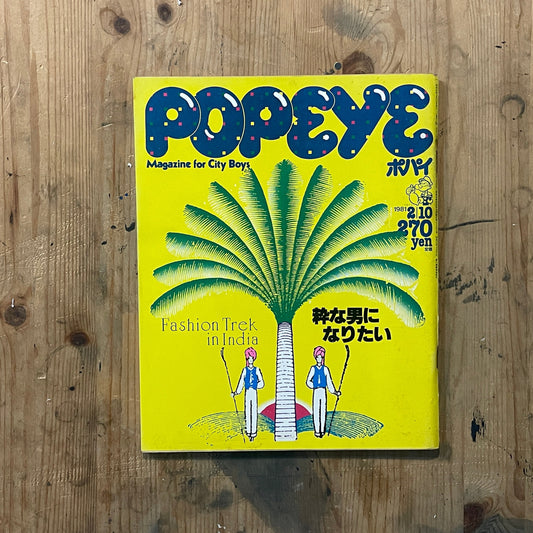 POPEYE
Magazine for City Boys
ポパイ
1981 2 10
270
yen
Fashion Trek
in India
粋な男に
なりたい